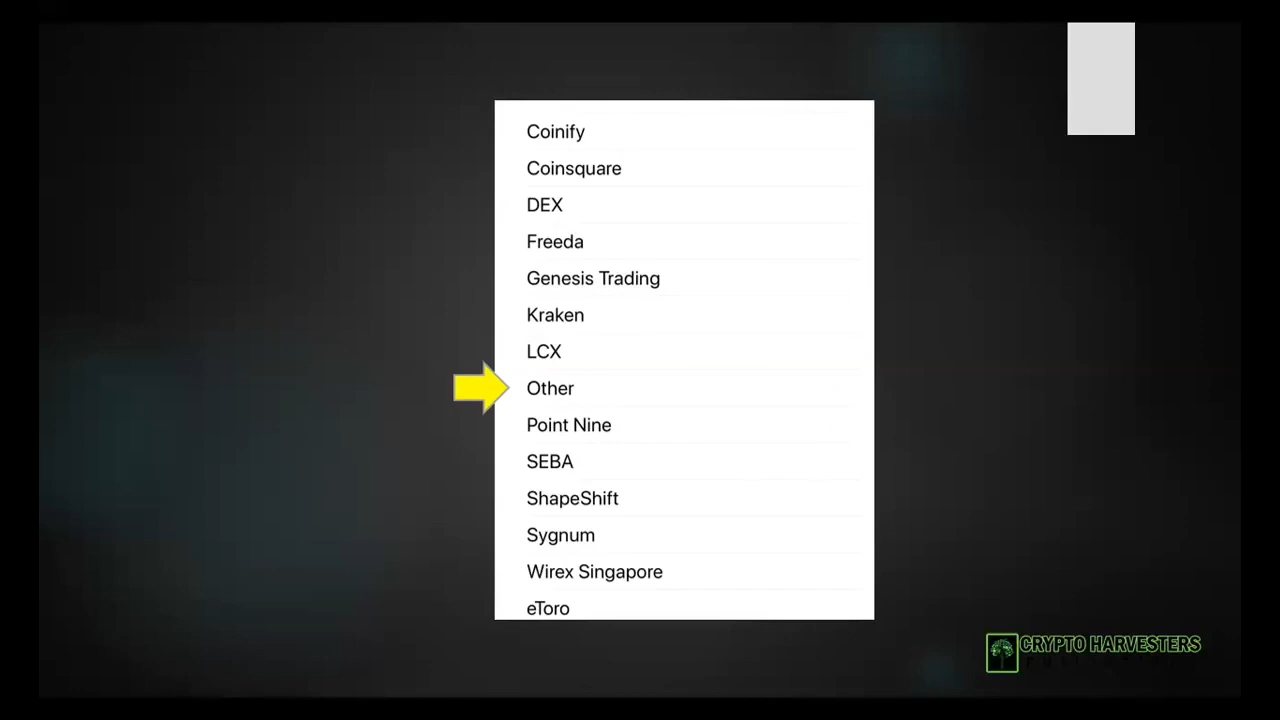 Coinify
Coinsquare
DEX
Freeda
Genesis Trading
Kraken
LCX
Other
Point Nine
SEBA
ShapeShift
Sygnum
Wirex Singapore
eToro
CRYPTO HARVESTERS